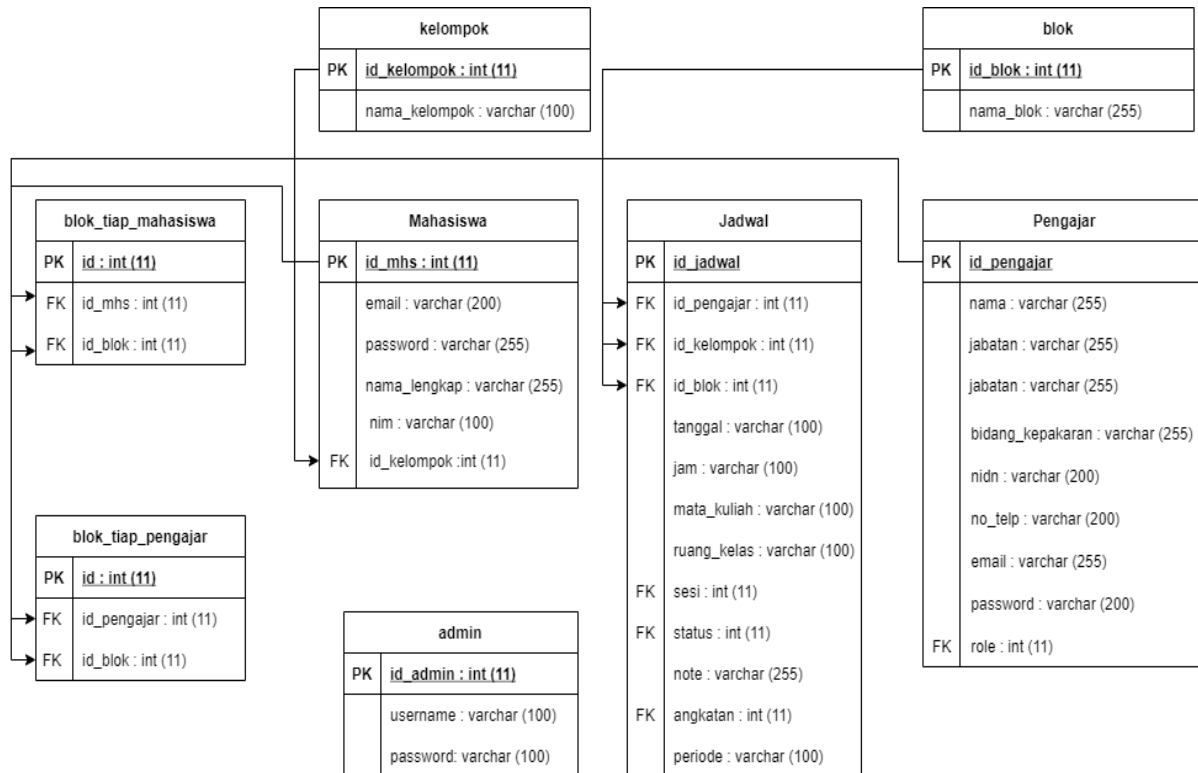 kelompok
PK id_kelompok : int (11)
nama_kelompok : varchar (100)
blok
PK id_blok : int (11)
nama_blok : varchar (255)
blok_tiap_mahasiswa
PK id : int (11)
FK id_mhs : int (11)
FK id_blok : int (11)
Mahasiswa
PK id_mhs : int (11)
email : varchar (200)
password : varchar (255)
nama_lengkap : varchar (255)
nim : varchar (100)
FK id_kelompok :int (11)
Jadwal
PK id_jadwal
FK id_pengajar : int (11)
FK id_kelompok : int (11)
FK id_blok : int (11)
tanggal : varchar (100)
jam : varchar (100)
mata_kuliah : varchar (100)
ruang_kelas : varchar (100)
FK sesi : int (11)
FK status : int (11)
note : varchar (255)
FK angkatan : int (11)
periode : varchar (100)
Pengajar
PK id_pengajar
nama : varchar (255)
jabatan : varchar (255)
jabatan : varchar (255)
bidang_kepakaran : varchar (255)
nidn : varchar (200)
no_telp : varchar (200)
email : varchar (255)
password : varchar (200)
FK role : int (11)
blok_tiap_pengajar
PK id : int (11)
FK id_pengajar : int (11)
FK id_blok : int (11)
admin
PK id_admin : int (11)
username : varchar (100)
password: varchar (100)